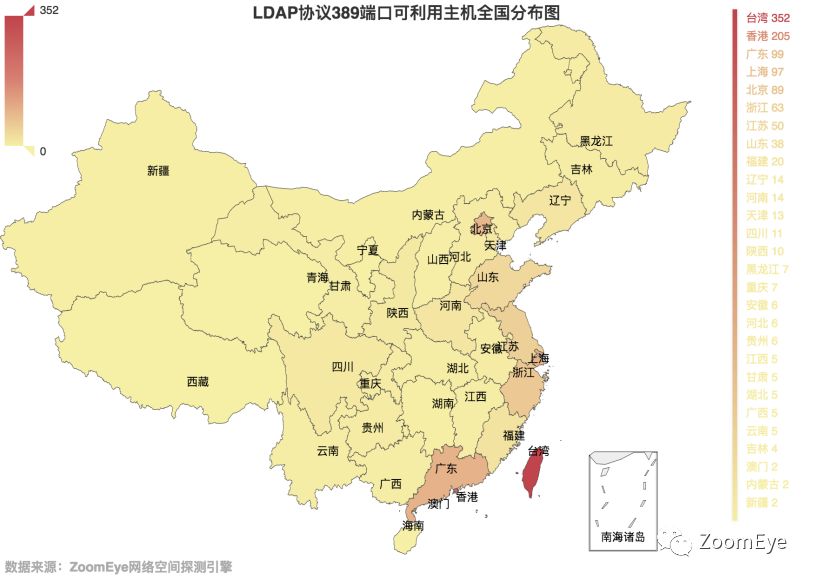 LDAP协议389端口可利用主机全国分布图
352
0
台湾 352
香港 205
广东 99
上海 97
北京 89
浙江 63
江苏 50
山东 38
福建 20
辽宁 14
河南 14
天津 13
四川 11
陕西 10
黑龙江 7
重庆 7
安徽 6
河北 6
贵州 6
江西 5
甘肃 5
湖北 5
广西 5
云南 5
吉林 4
澳门 2
内蒙古 2
新疆 2
黑龙江
吉林
新疆
辽宁
内蒙古
北京
天津
宁夏
山西
河北
青海
甘肃
山东
河南
陕西
安徽
江苏
上海
四川
湖北
浙江
西藏
重庆
江西
湖南
贵州
福建
云南
台湾
广东
广西
香港
澳门
海南
南海诸岛
ZoomEye
数据来源：ZoomEye网络空间探测引擎